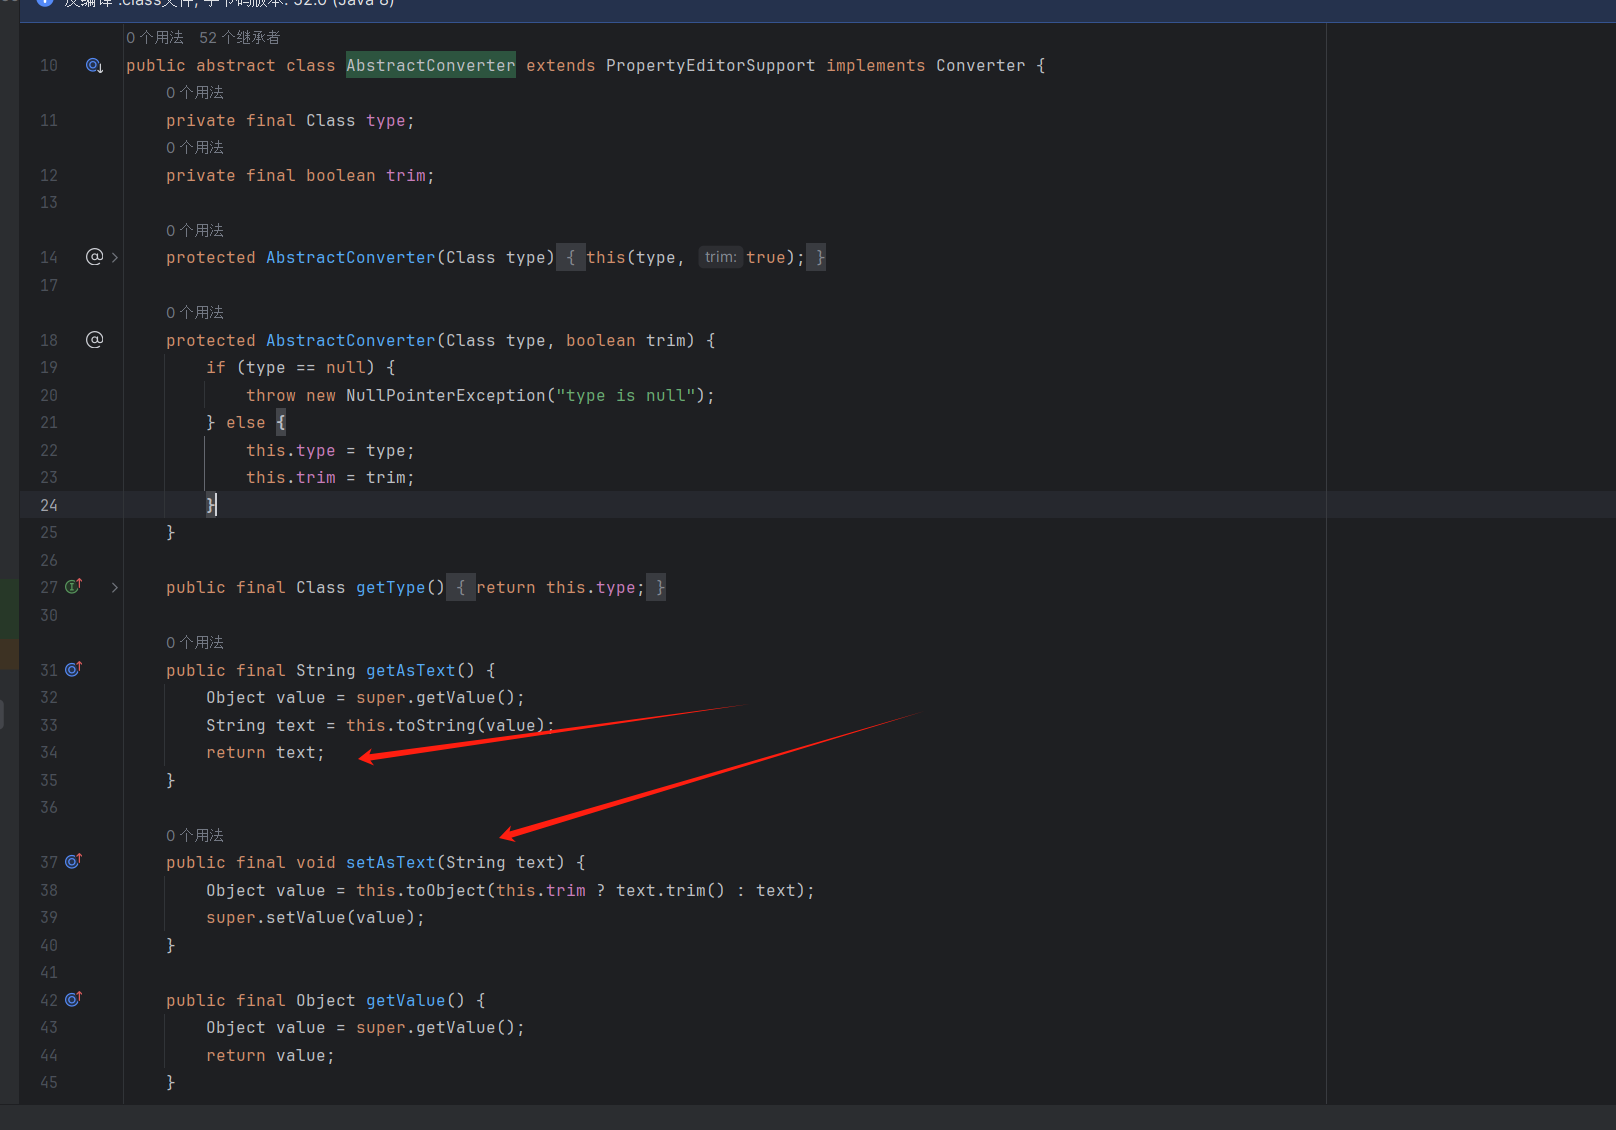 反编译 .class文件, 字节码版本: 52.0 (Java 8)
0 个用法 52 个继承者
10 public abstract class AbstractConverter extends PropertyEditorSupport implements Converter {
0 个用法
11 private final Class type;
0 个用法
12 private final boolean trim;
13
0 个用法
14 protected AbstractConverter(Class type) { this(type, trim: true); }
17
0 个用法
18 protected AbstractConverter(Class type, boolean trim) {
19 if (type == null) {
20 throw new NullPointerException("type is null");
21 } else {
22 this.type = type;
23 this.trim = trim;
24 }
25 }
26
27 public final Class getType() { return this.type; }
30
0 个用法
31 public final String getAsText() {
32 Object value = super.getValue();
33 String text = this.toString(value);
34 return text;
35 }
36
0 个用法
37 public final void setAsText(String text) {
38 Object value = this.toObject(this.trim ? text.trim() : text);
39 super.setValue(value);
40 }
41
42 public final Object getValue() {
43 Object value = super.getValue();
44 return value;
45 }